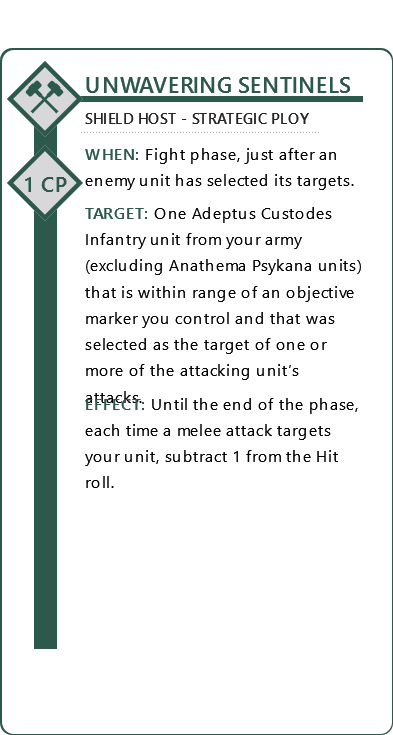 UNWAVERING SENTINELS
SHIELD HOST - STRATEGIC PLOY
1 CP
WHEN: Fight phase, just after an
enemy unit has selected its targets.
TARGET: One Adeptus Custodes
Infantry unit from your army
(excluding Anathema Psykana units)
that is within range of an objective
marker you control and that was
selected as the target of one or
more of the attacking unit's
attacks.
EFFECT: Until the end of the phase,
each time a melee attack targets
your unit, subtract 1 from the Hit
roll.